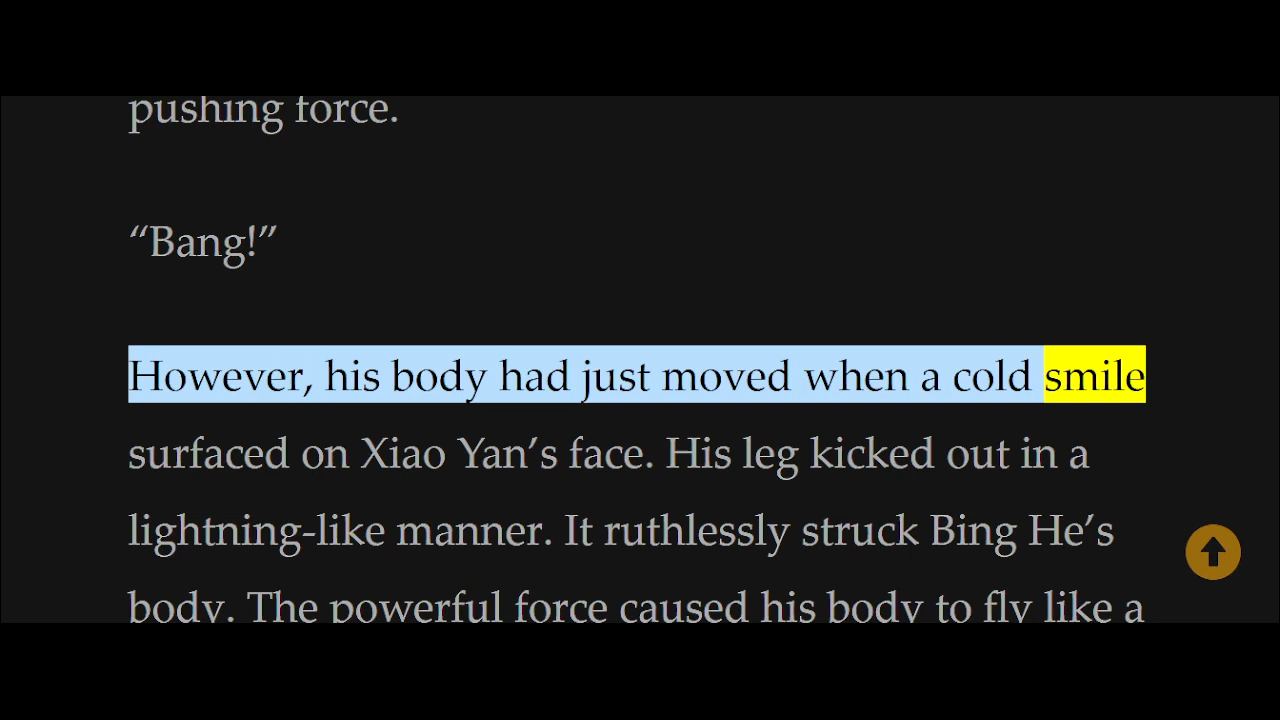 pushing force.
“Bang!”
However, his body had just moved when a cold smile
surfaced on Xiao Yan’s face. His leg kicked out in a
lightning-like manner. It ruthlessly struck Bing He’s
body. The powerful force caused his body to fly like a